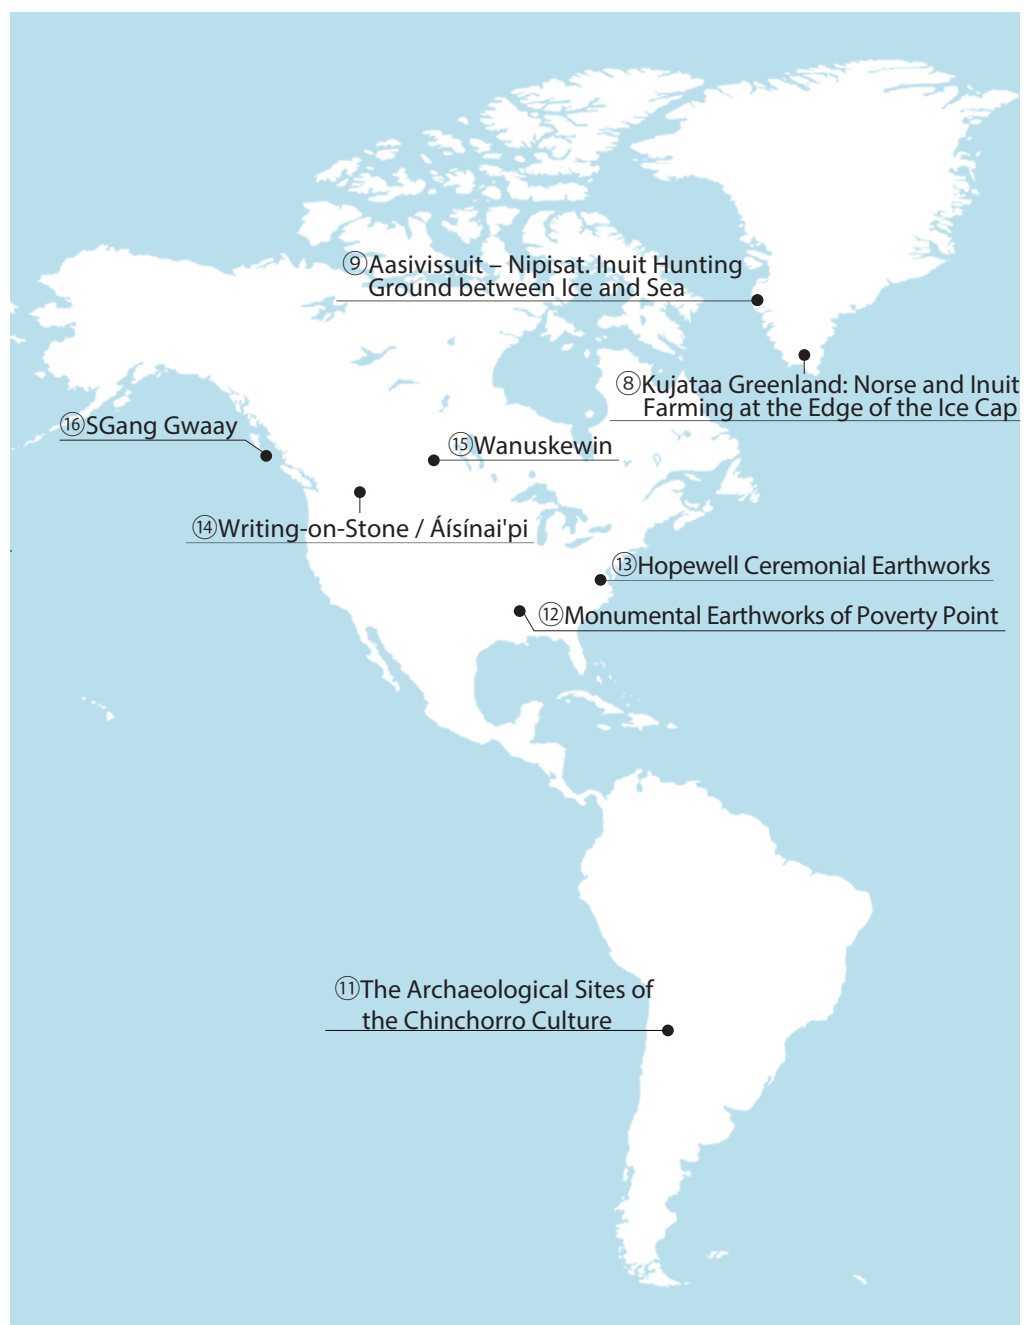 ⑨Aasivissuit – Nipisat. Inuit Hunting
Ground between Ice and Sea
⑧Kujataa Greenland: Norse and Inuit
Farming at the Edge of the Ice Cap
⑯SGang Gwaay
⑮Wanuskewin
⑭Writing-on-Stone / Áísínai'pi
⑬Hopewell Ceremonial Earthworks
⑫Monumental Earthworks of Poverty Point
⑪The Archaeological Sites of
the Chinchorro Culture